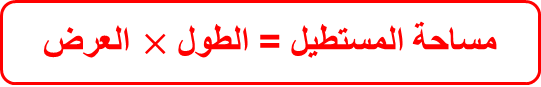 مساحة المستطيل = الطول × العرض